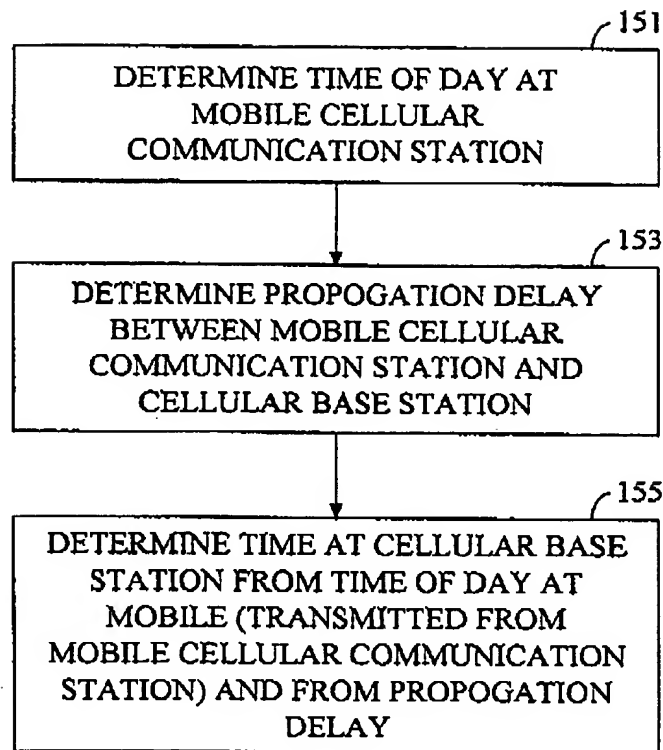 151
DETERMINE TIME OF DAY AT
MOBILE CELLULAR
COMMUNICATION STATION
153
DETERMINE PROPOGATION DELAY
BETWEEN MOBILE CELLULAR
COMMUNICATION STATION AND
CELLULAR BASE STATION
155
DETERMINE TIME AT CELLULAR BASE
STATION FROM TIME OF DAY AT
MOBILE (TRANSMITTED FROM
MOBILE CELLULAR COMMUNICATION
STATION) AND FROM PROPOGATION
DELAY